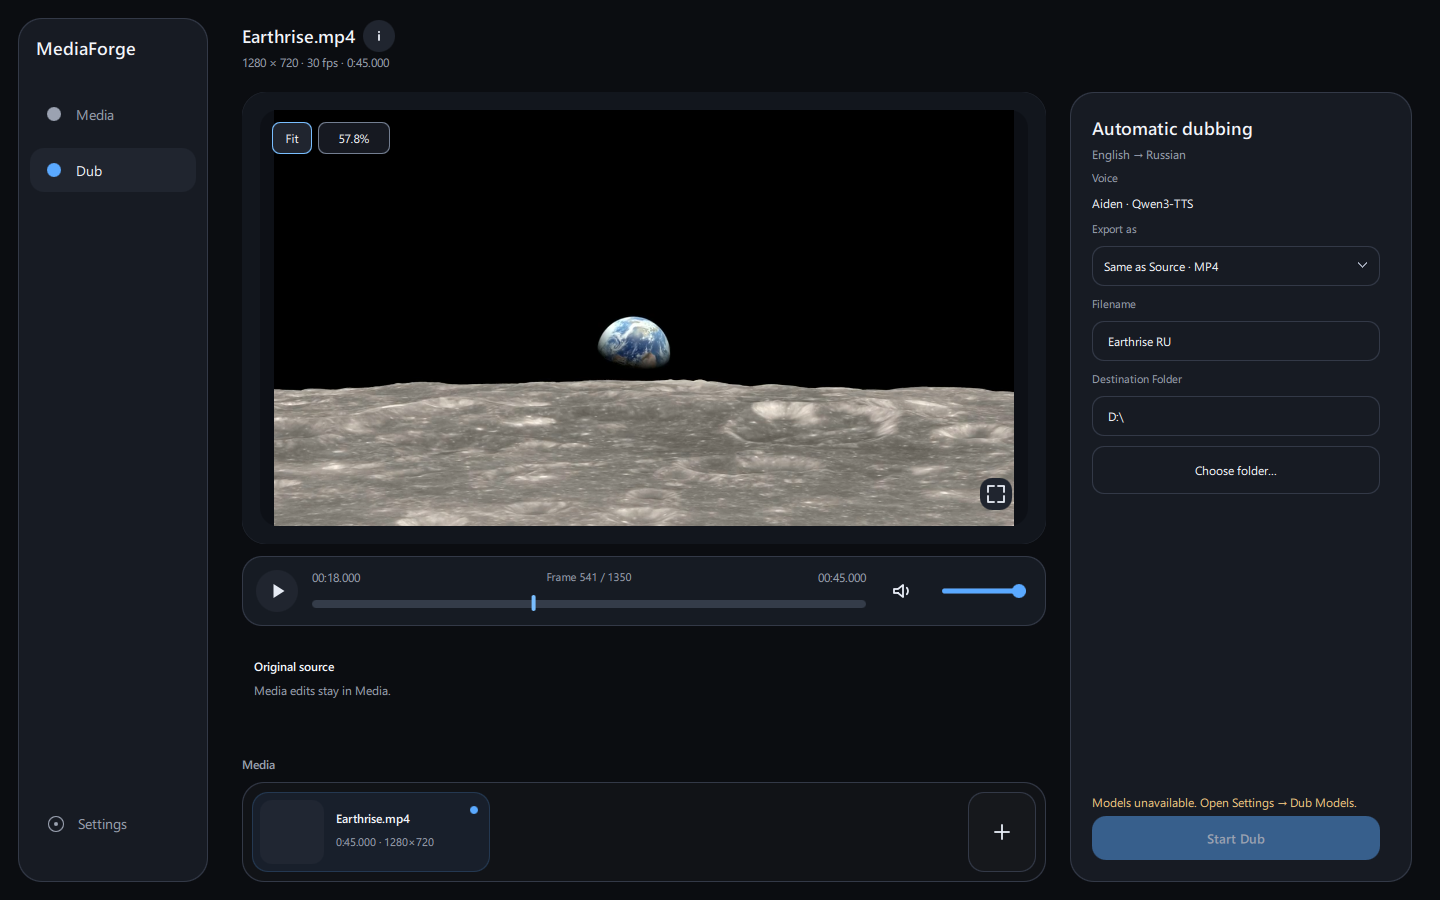 MediaForge
Media
Dub
Settings
Earthrise.mp4
i
1280 × 720 · 30 fps · 0:45.000
Fit
57.8%
00:18.000
Frame 541 / 1350
00:45.000
Original source
Media edits stay in Media.
Media
Earthrise.mp4
0:45.000 · 1280×720
+
Automatic dubbing
English → Russian
Voice
Aiden · Qwen3-TTS
Export as
Same as Source · MP4
Filename
Earthrise RU
Destination Folder
D:\
Choose folder...
Models unavailable. Open Settings → Dub Models.
Start Dub